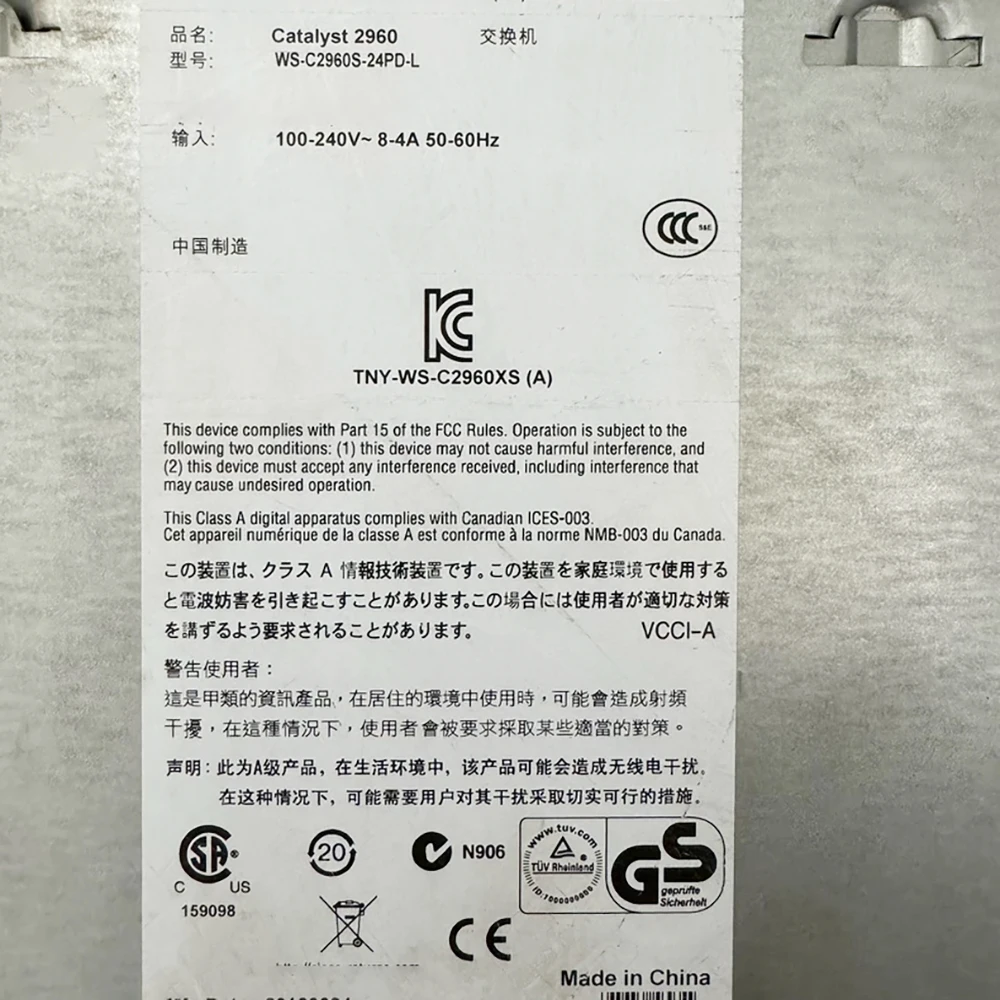 品名: Catalyst 2960 交换机
型号: WS-C2960S-24PD-L
输入: 100-240V~ 8-4A 50-60Hz
CCC S&E
中国制造
KC
TNY-WS-C2960XS (A)
This device complies with Part 15 of the FCC Rules. Operation is subject to the
following two conditions: (1) this device may not cause harmful interference, and
(2) this device must accept any interference received, including interference that
may cause undesired operation.
This Class A digital apparatus complies with Canadian ICES-003.
Cet appareil numérique de la classe A est conforme à la norme NMB-003 du Canada.
この装置は、クラス A 情報技術装置です。この装置を家庭環境で使用する
と電波妨害を引き起こすことがあります。この場合には使用者が適切な対策
を講ずるよう要求されることがあります。 VCCI-A
警告使用者：
這是甲類的資訊產品，在居住的環境中使用時，可能會造成射頻
干擾，在這種情況下，使用者會被要求採取某些適當的對策。
声明：此为A级产品，在生活环境中，该产品可能会造成无线电干扰。
在这种情况下，可能需要用户对其干扰采取切实可行的措施。
SA ®
C US
159098
20
N906
www.tuv.com
TÜV Rheinland
ID:1000000000
GS
geprüfte
Sicherheit
CE
Made in China